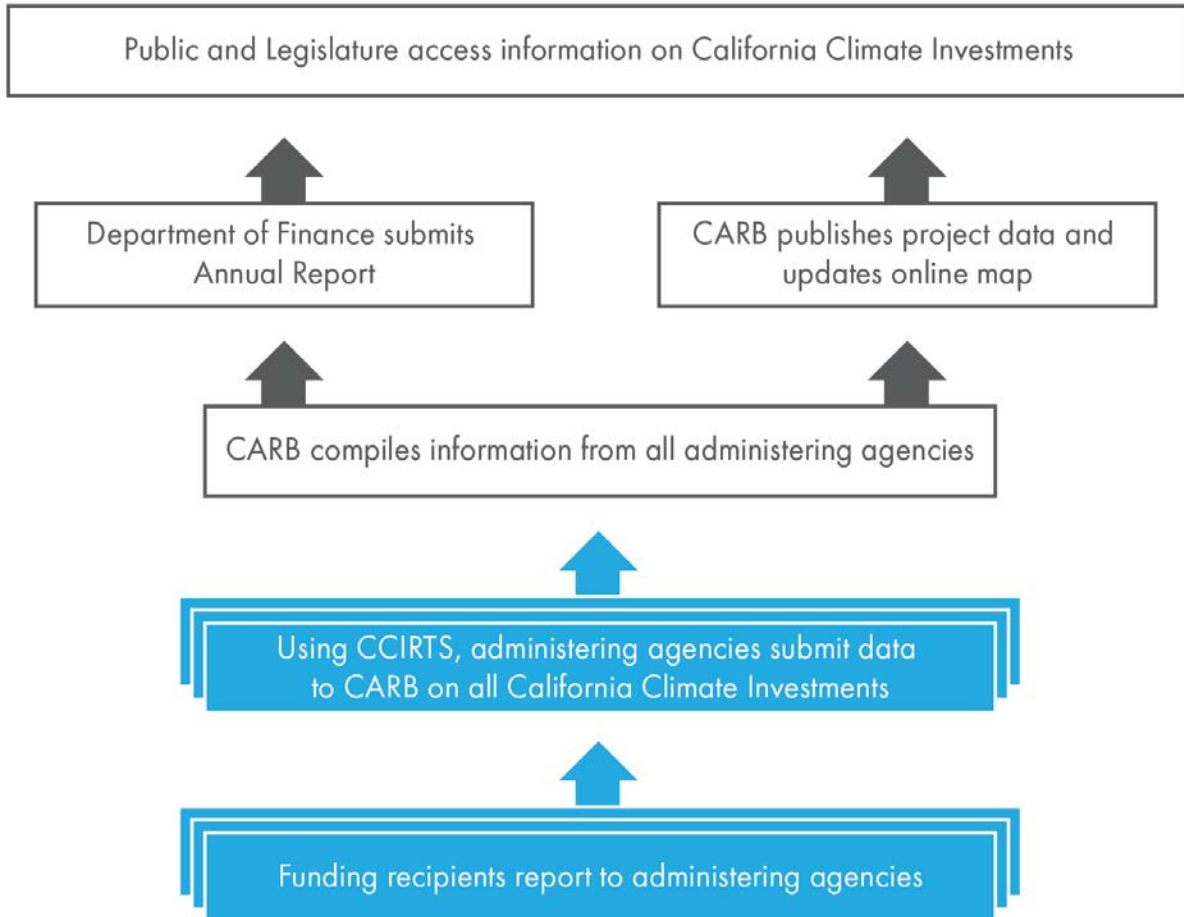 Public and Legislature access information on California Climate Investments
Department of Finance submits
Annual Report
CARB publishes project data and
updates online map
CARB compiles information from all administering agencies
Using CCIRTS, administering agencies submit data
to CARB on all California Climate Investments
Funding recipients report to administering agencies